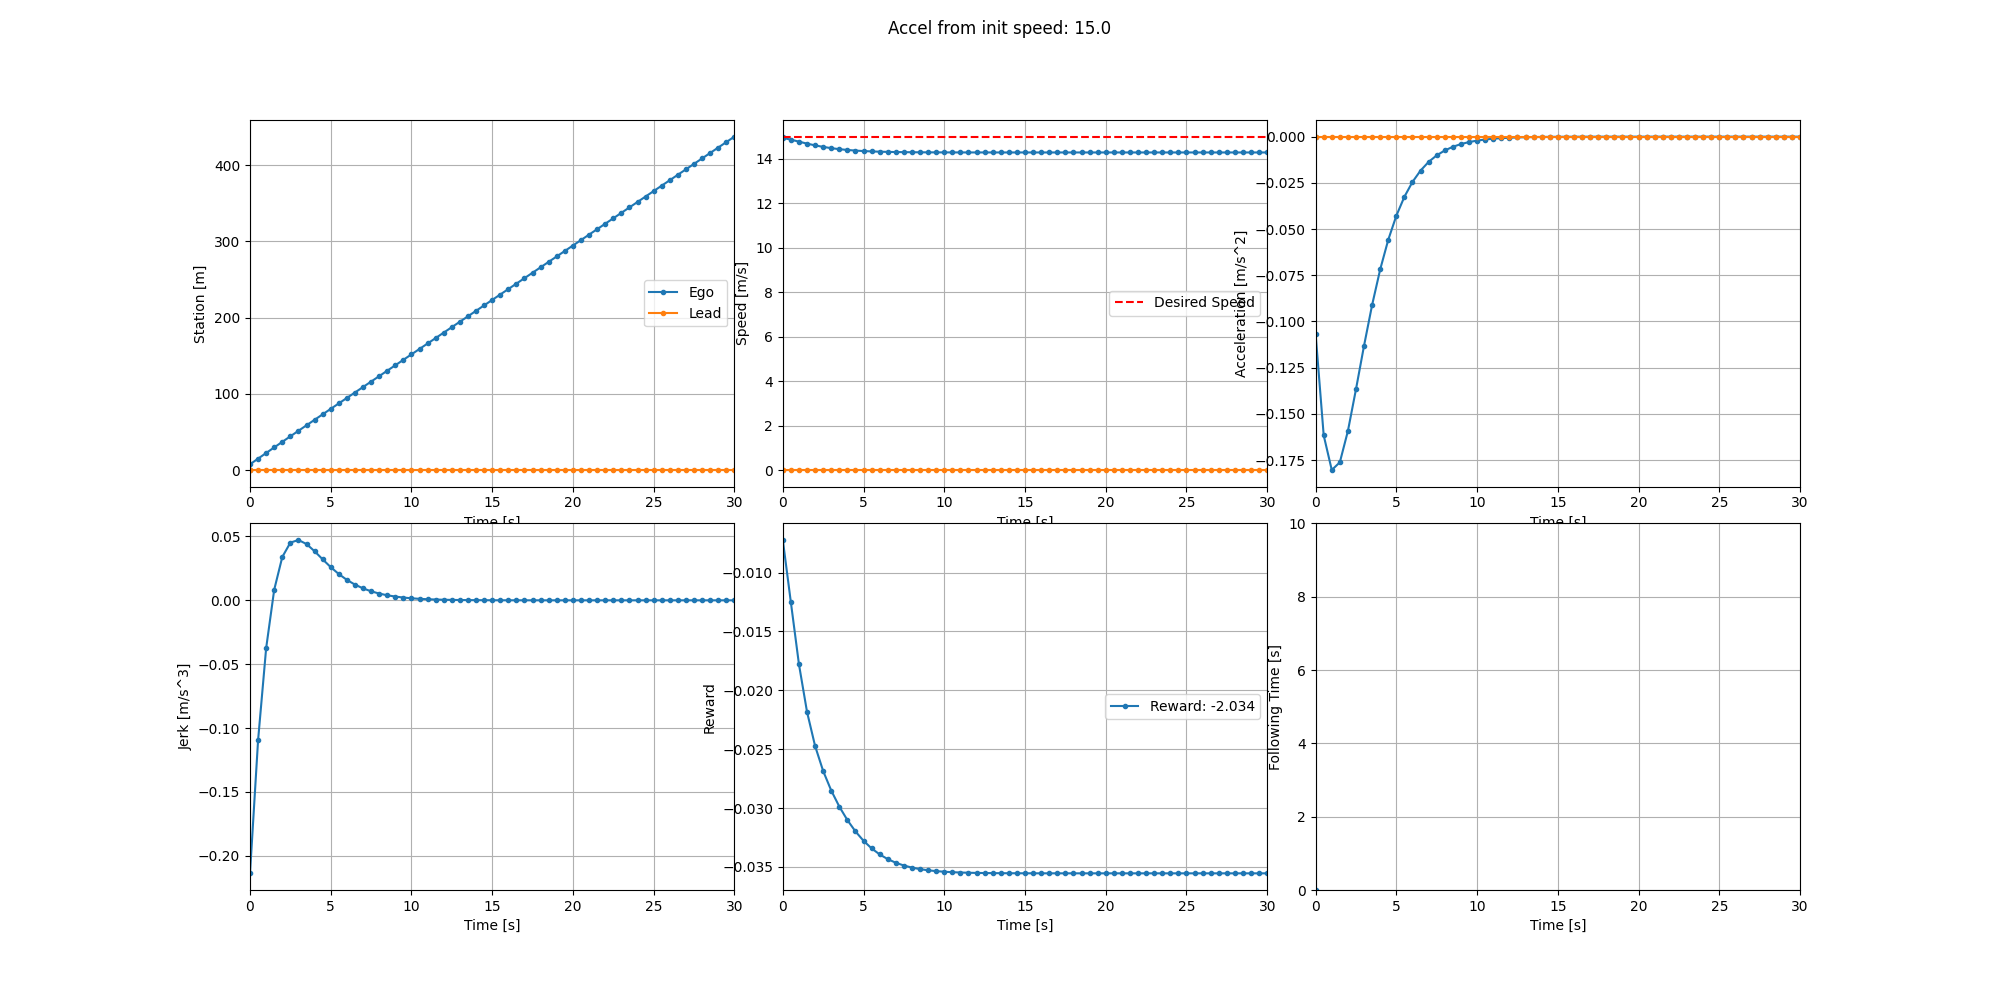 Accel from init speed: 15.0
Station [m]
400
300
200
100
0
0 5 10 15 20 25 30
Time [s]
Ego
Lead
Speed [m/s]
14
12
10
8
6
4
2
0
0 5 10 15 20 25 30
Time [s]
Desired Speed
Acceleration [m/s^2]
0.000
−0.025
−0.050
−0.075
−0.100
−0.125
−0.150
−0.175
0 5 10 15 20 25 30
Time [s]
Jerk [m/s^3]
0.05
0.00
−0.05
−0.10
−0.15
−0.20
0 5 10 15 20 25 30
Time [s]
Reward
−0.010
−0.015
−0.020
−0.025
−0.030
−0.035
0 5 10 15 20 25 30
Time [s]
Reward: -2.034
Following Time [s]
10
8
6
4
2
0
0 5 10 15 20 25 30
Time [s]